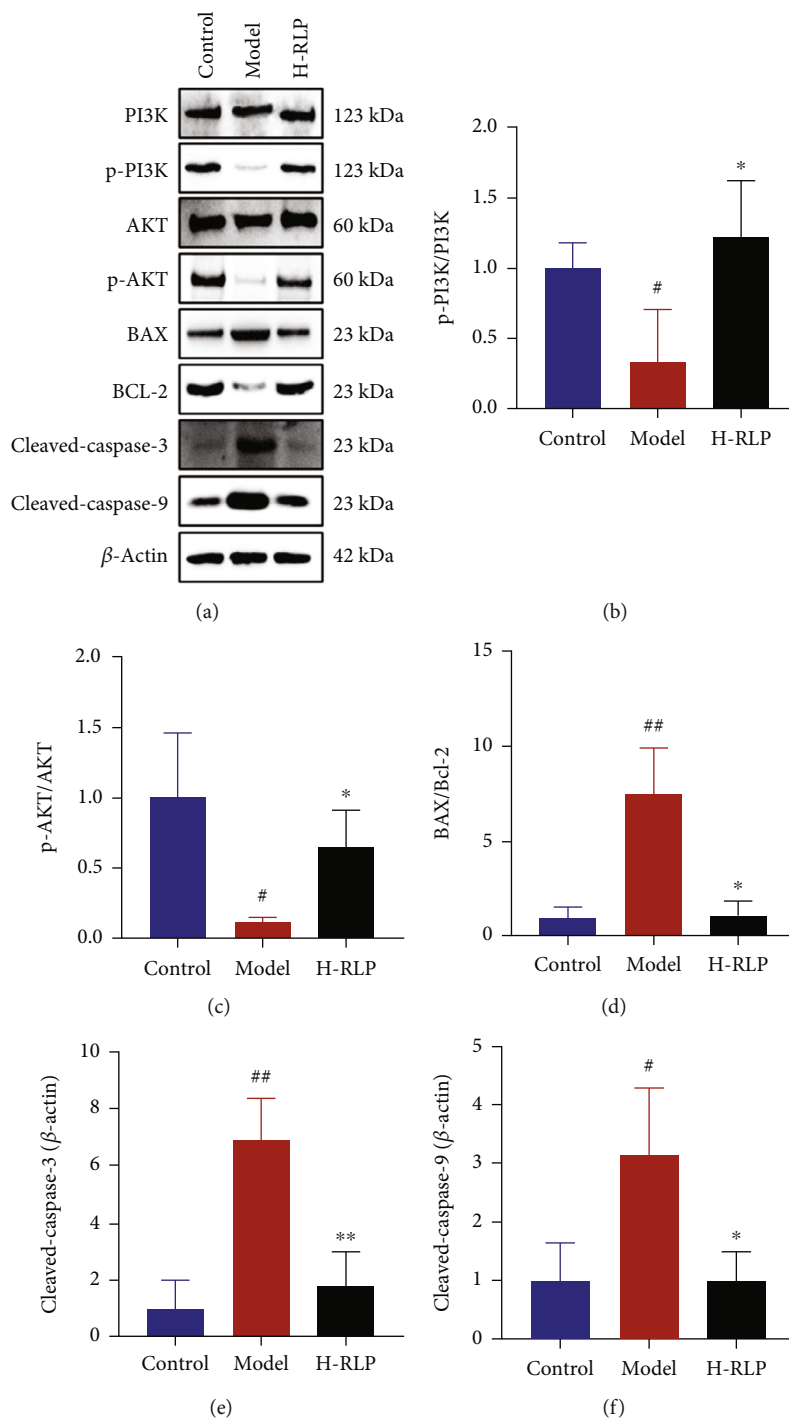 Control Model H-RLP
PI3K 123 kDa
p-PI3K 123 kDa
AKT 60 kDa
p-AKT 60 kDa
BAX 23 kDa
BCL-2 23 kDa
Cleaved-caspase-3 23 kDa
Cleaved-caspase-9 23 kDa
β-Actin 42 kDa
(a)
p-PI3K/PI3K
2.0
1.5
1.0
0.5
0.0
#
*
Control Model H-RLP
(b)
p-AKT/AKT
2.0
1.5
1.0
0.5
0.0
#
*
Control Model H-RLP
(c)
BAX/Bcl-2
15
10
5
0
##
*
Control Model H-RLP
(d)
Cleaved-caspase-3 (β-actin)
10
8
6
4
2
0
##
**
Control Model H-RLP
(e)
Cleaved-caspase-9 (β-actin)
5
4
3
2
1
0
#
*
Control Model H-RLP
(f)